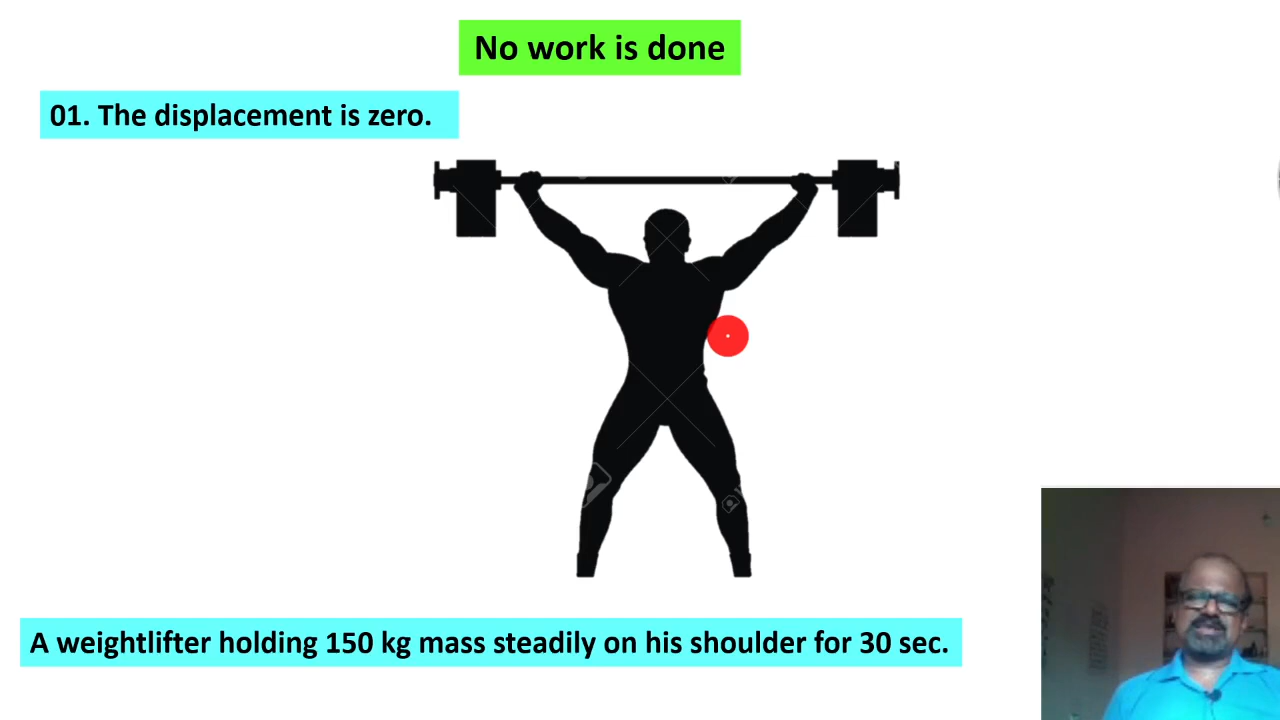 No work is done
01. The displacement is zero.
A weightlifter holding 150 kg mass steadily on his shoulder for 30 sec.